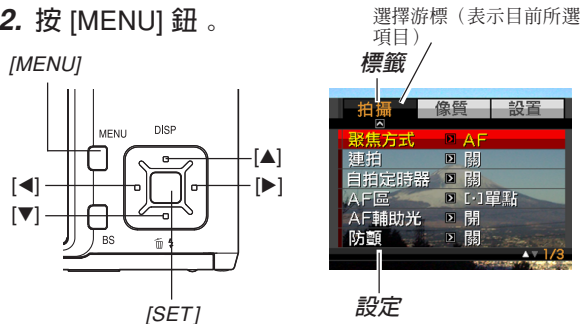 2. 按 [MENU] 鈕。
[MENU]
MENU
DISP
[▲]
[◀]
[▶]
[▼]
BS
[SET]
選擇游標（表示目前所選
項目）
標籤
拍攝 像質 設置
聚焦方式 AF
連拍 關
自拍定時器 關
AF區 [·]單點
AF輔助光 開
防顫 關
▲▼ 1/3
設定